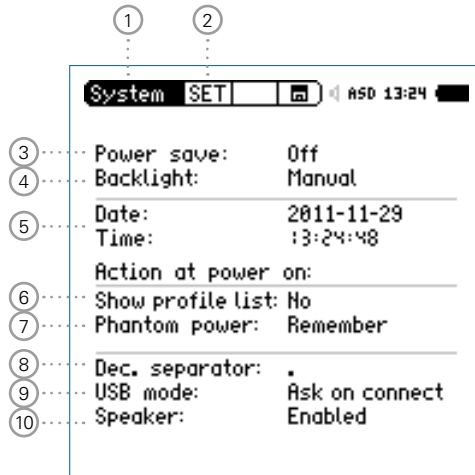 1 2
System SET ASD 13:24
3 Power save: Off
4 Backlight: Manual
5 Date: 2011-11-29
Time: 13:24:48
Action at power on:
6 Show profile list: No
7 Phantom power: Remember
8 Dec. separator: .
9 USB mode: Ask on connect
10 Speaker: Enabled